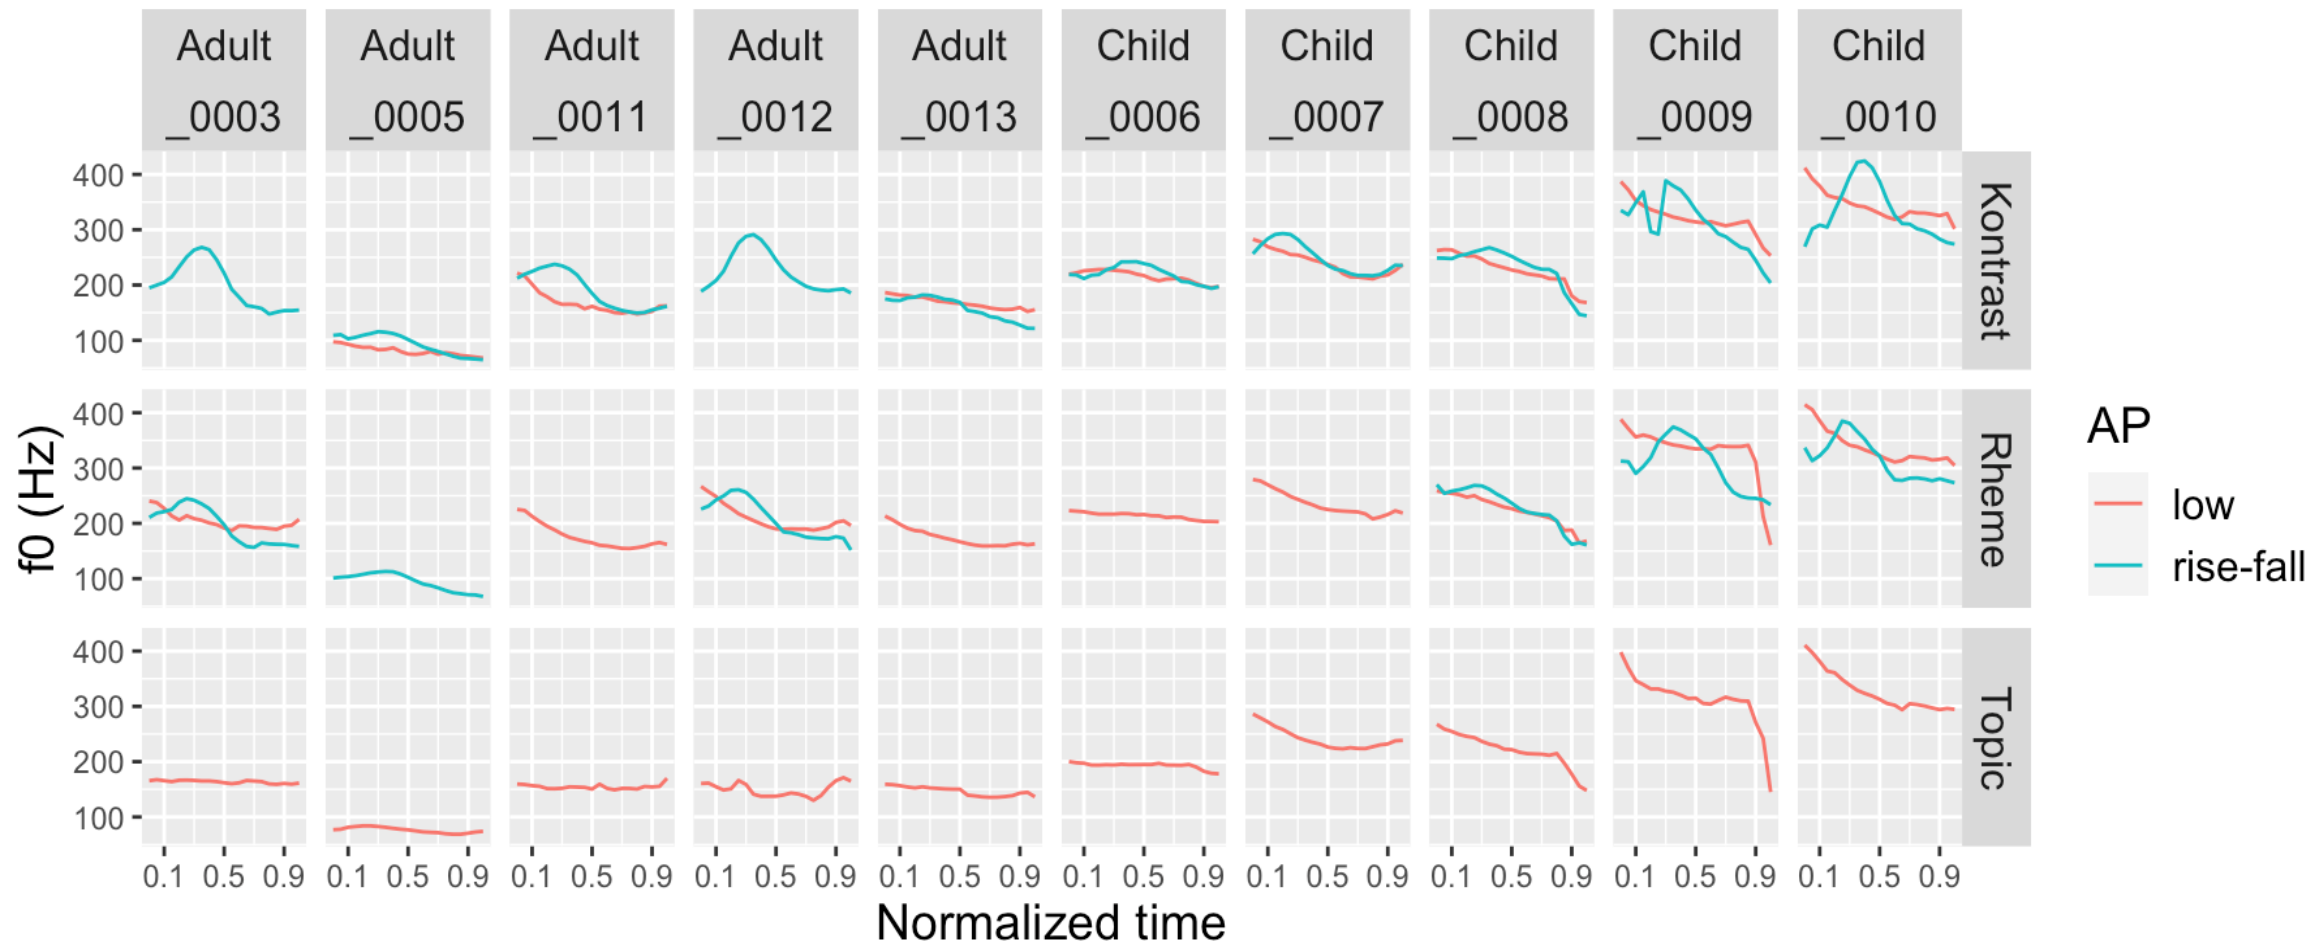 Adult Adult Adult Adult Adult Child Child Child Child Child
_0003 _0005 _0011 _0012 _0013 _0006 _0007 _0008 _0009 _0010
400
300
200
100
Kontrast
400
300
200
100
Rheme
400
300
200
100
Topic
f0 (Hz)
0.1 0.5 0.9 0.1 0.5 0.9 0.1 0.5 0.9 0.1 0.5 0.9 0.1 0.5 0.9 0.1 0.5 0.9 0.1 0.5 0.9 0.1 0.5 0.9 0.1 0.5 0.9 0.1 0.5 0.9
Normalized time
AP
low
rise-fall